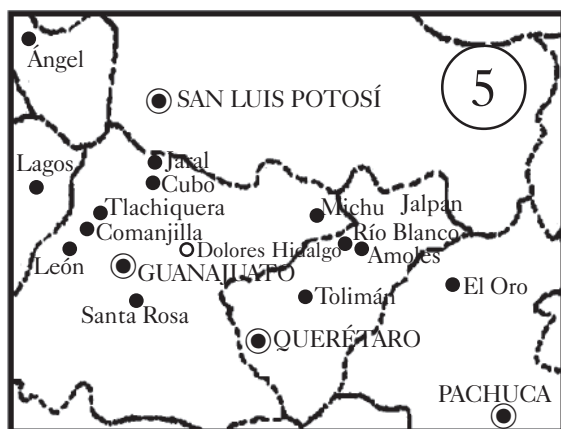 Ángel
SAN LUIS POTOSÍ
5
Lagos
Jaral
Cubo
Tlachiquera
Michu
Jalpan
Comanjilla
Río Blanco
León
Dolores Hidalgo
Amoles
GUANAJUATO
El Oro
Santa Rosa
Tolimán
QUERÉTARO
PACHUCA